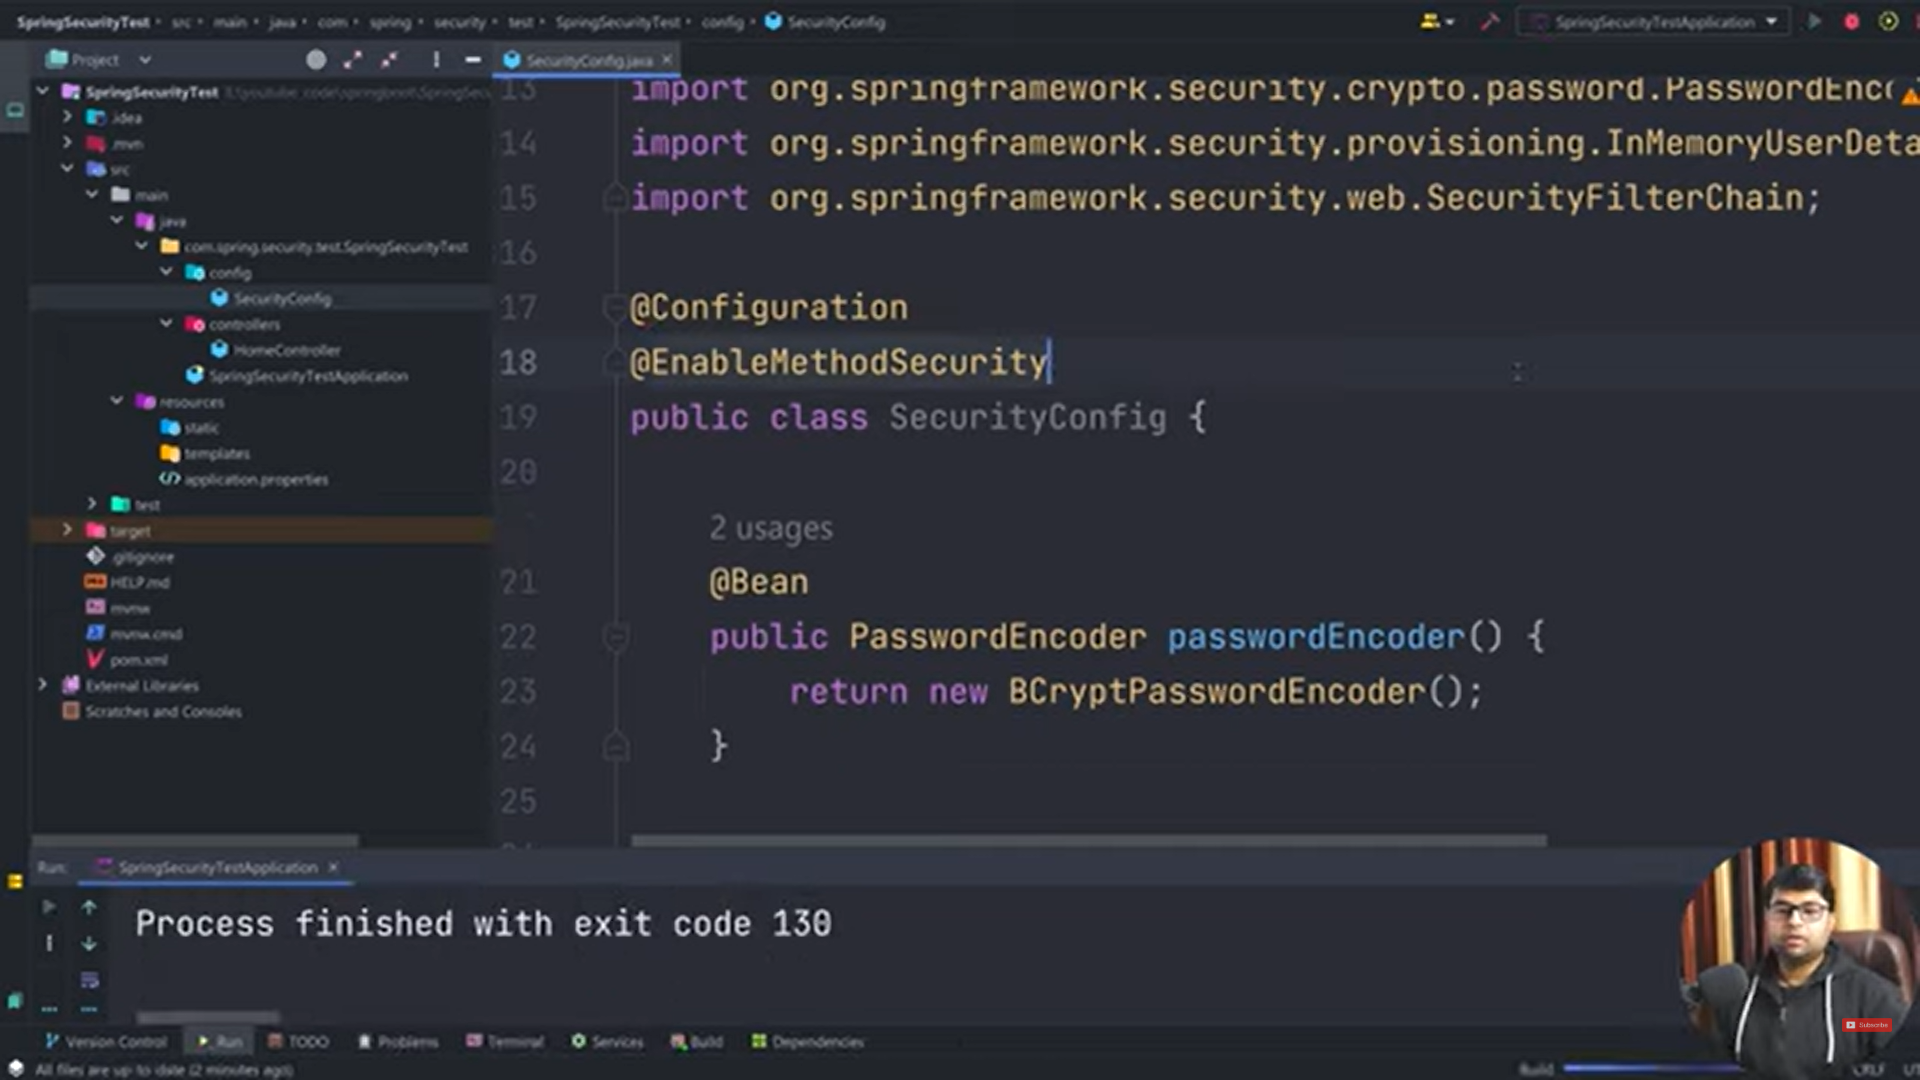 SpringSecurityTest src main java com spring security test SpringSecurityTest config SecurityConfig
SpringSecurityTestApplication
Project
SecurityConfig.java
SpringSecurityTest
.idea
.mvn
src
main
java
com.spring.security.test.SpringSecurityTest
config
SecurityConfig
controllers
HomeController
SpringSecurityTestApplication
resources
static
templates
application.properties
test
target
.gitignore
HELP.md
mvnw
mvnw.cmd
pom.xml
External Libraries
Scratches and Consoles
13 import org.springframework.security.crypto.password.PasswordEnc
14 import org.springframework.security.provisioning.InMemoryUserDeta
15 import org.springframework.security.web.SecurityFilterChain;
16
17 @Configuration
18 @EnableMethodSecurity
19 public class SecurityConfig {
20
2 usages
21 @Bean
22 public PasswordEncoder passwordEncoder() {
23 return new BCryptPasswordEncoder();
24 }
25
Run: SpringSecurityTestApplication
Process finished with exit code 130
Subscribe
Version Control Run TODO Problems Terminal Services Build Dependencies
All files are up-to-date (2 minutes ago)
Build CRLF